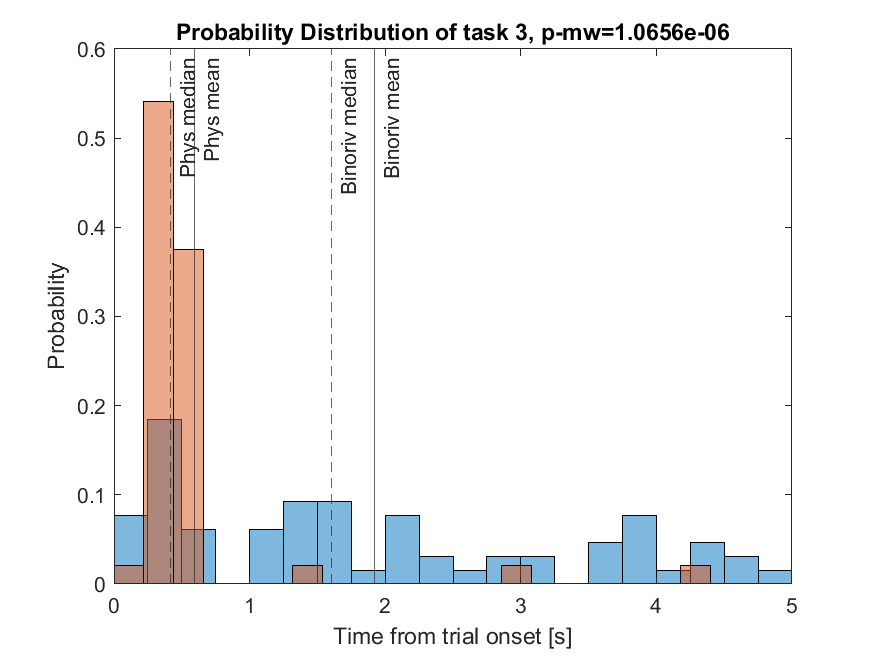 Probability Distribution of task 3, p-mw=1.0656e-06
0.6
0.5
0.4
0.3
0.2
0.1
0
Probability
Phys median
Phys mean
Binoriv median
Binoriv mean
0 1 2 3 4 5
Time from trial onset [s]